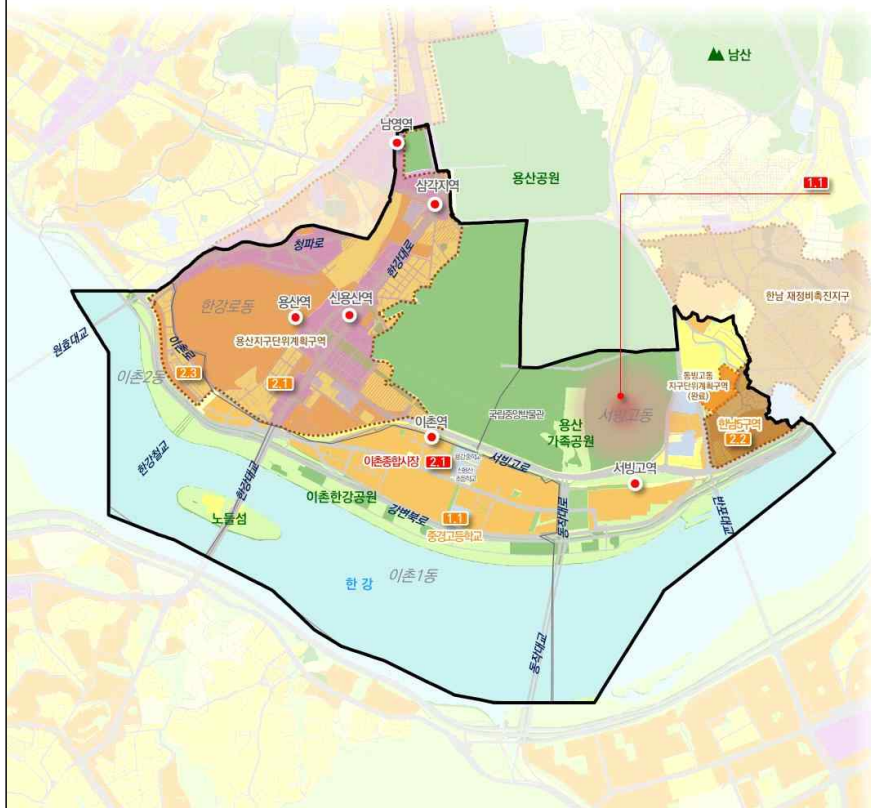 남산
남영역
용산공원
삼각지역
1.1
청파로
한강대로
한강로동
용산역
신용산역
한남 재정비촉진지구
원효대교
이촌로
용산지구단위계획구역
이촌2동
2.3
2.1
동빙고동
지구단위계획구역
(완료)
국립중앙박물관
용산
가족공원
서빙고동
한남5구역
2.2
이촌역
한강철교
이촌종합시장
2.1
서빙고로
서빙고역
한강대교
이촌한강공원
강변북로
동작대로
반포대교
노들섬
1.1
중경고등학교
한강
이촌1동
동작대교